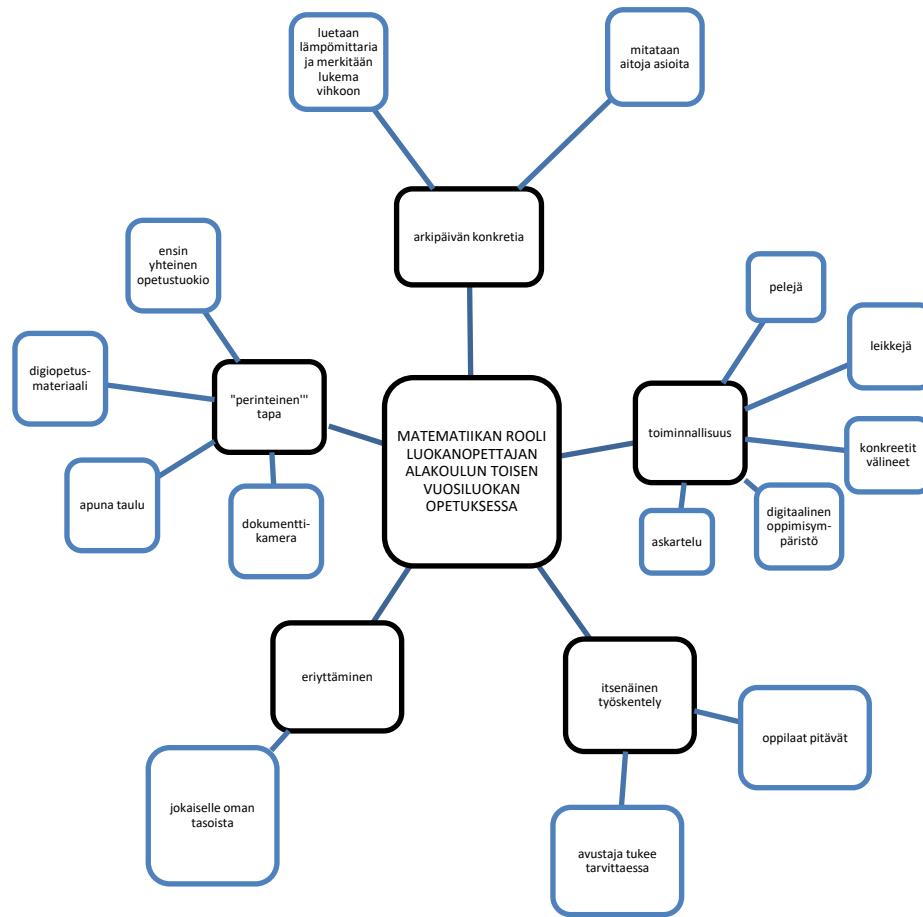 luetaan
lämpömittaria
ja merkitään
lukema
vihkoon
mitataan
aitoja asioita
arkipäivän konkretia
ensin
yhteinen
opetustuokio
pelejä
digiopetus-
materiaali
"perinteinen'"
tapa
leikkejä
MATEMATIIKAN ROOLI
LUOKANOPETTAJAN
ALAKOULUN TOISEN
VUOSILUOKAN
OPETUKSESSA
toiminnallisuus
konkreetit
välineet
apuna taulu
dokumentti-
kamera
askartelu
digitaalinen
oppimisym-
päristö
eriyttäminen
itsenäinen
työskentely
oppilaat pitävät
jokaiselle oman
tasoista
avustaja tukee
tarvittaessa